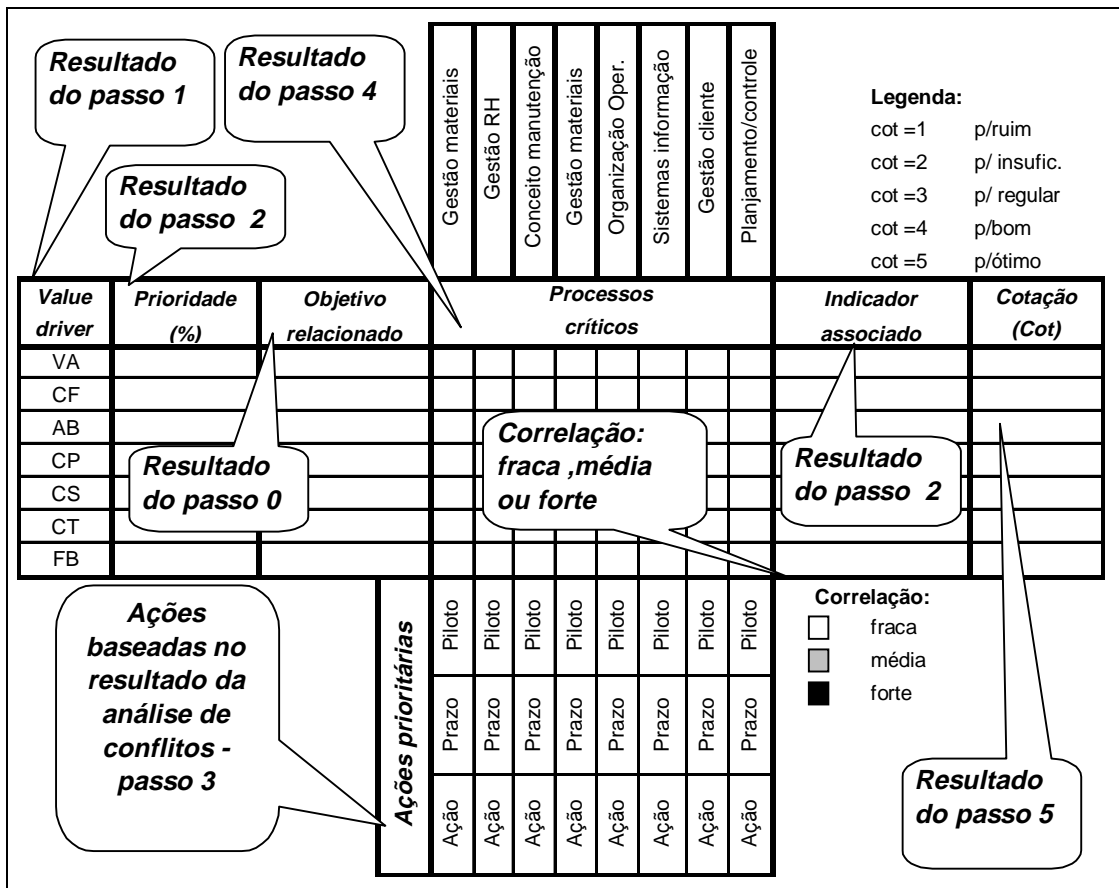 Resultado
do passo 1
Resultado
do passo 4
Resultado
do passo  2
Gestão materiais
Gestão RH
Conceito manutenção
Gestão materiais
Organização Oper.
Sistemas informação
Gestão cliente
Planjamento/controle
Legenda:
cot =1 p/ruim
cot =2 p/ insufic.
cot =3 p/ regular
cot =4 p/bom
cot =5 p/ótimo
Value
driver
Prioridade
(%)
Objetivo
relacionado
Processos
críticos
Indicador
associado
Cotação
(Cot)
VA
CF
AB
CP
CS
CT
FB
Resultado
do passo 0
Correlação:
fraca ,média
ou forte
Resultado
do passo  2
Ações
baseadas no
resultado da
análise de
conflitos -
passo 3
Ações prioritárias
Piloto Piloto Piloto Piloto Piloto Piloto Piloto Piloto
Prazo Prazo Prazo Prazo Prazo Prazo Prazo Prazo
Ação Ação Ação Ação Ação Ação Ação Ação
Correlação:
fraca
média
forte
Resultado
do passo 5